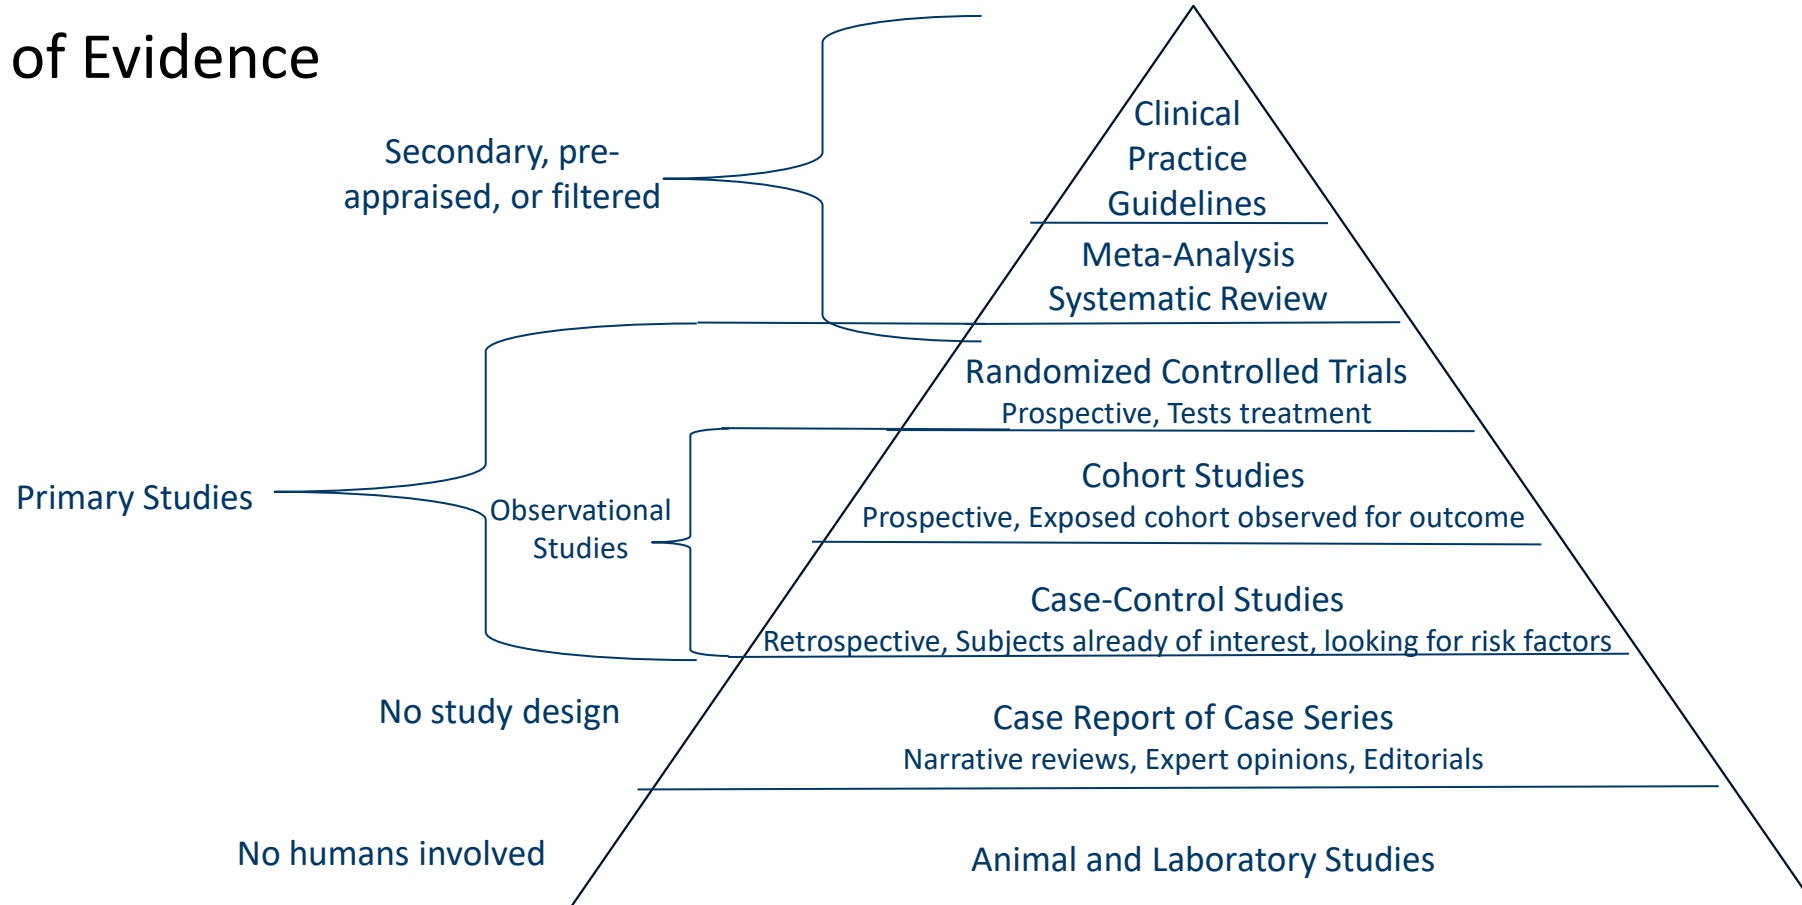 of Evidence
Secondary, pre-
appraised, or filtered
Clinical
Practice
Guidelines
Meta-Analysis
Systematic Review
Randomized Controlled Trials
Prospective, Tests treatment
Primary Studies
Observational
Studies
Cohort Studies
Prospective, Exposed cohort observed for outcome
Case-Control Studies
Retrospective, Subjects already of interest, looking for risk factors
No study design
Case Report of Case Series
Narrative reviews, Expert opinions, Editorials
No humans involved
Animal and Laboratory Studies